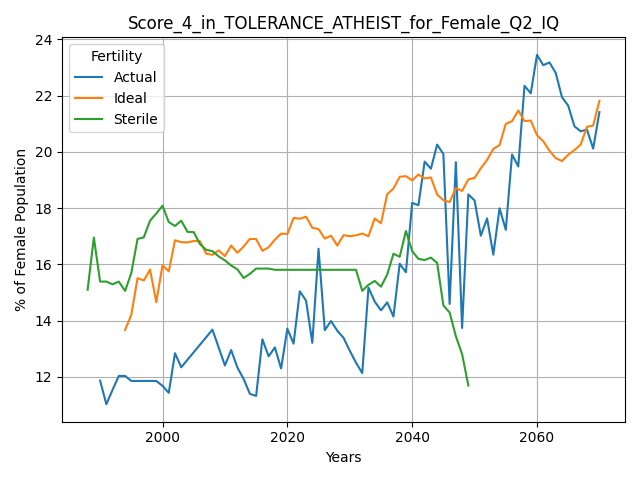 Score_4_in_TOLERANCE_ATHEIST_for_Female_Q2_IQ
Fertility
Actual
Ideal
Sterile
% of Female Population
24
22
20
18
16
14
12
2000
2020
2040
2060
Years